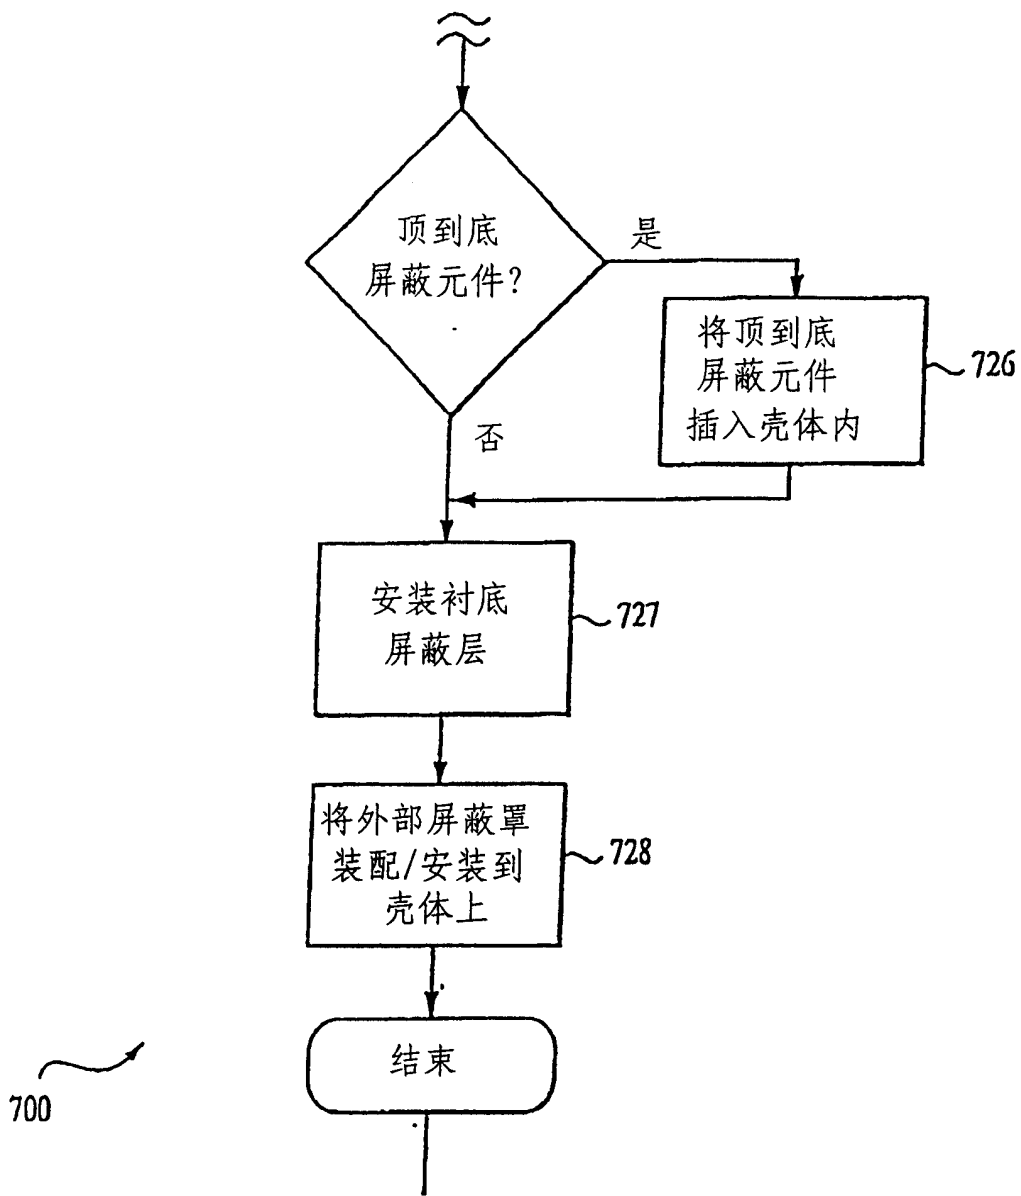 顶到底
屏蔽元件?
是
将顶到底
屏蔽元件
插入壳体内
726
否
安装衬底
屏蔽层
727
将外部屏蔽罩
装配/安装到
壳体上
728
结束
700